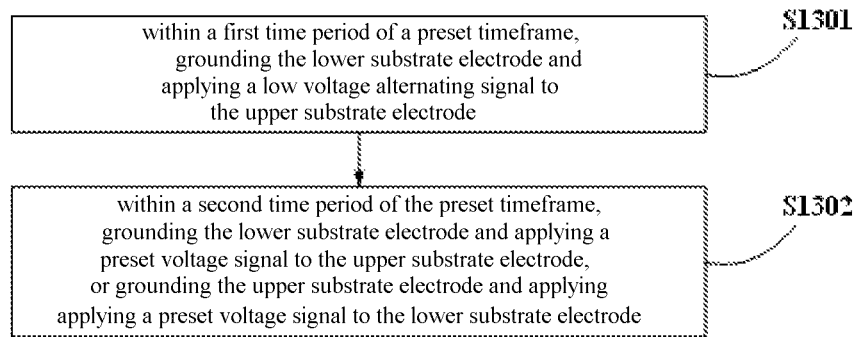 within a first time period of a preset timeframe,
grounding the lower substrate electrode and
applying a low voltage alternating signal to
the upper substrate electrode
S1301
within a second time period of the preset timeframe,
grounding the lower substrate electrode and applying a
preset voltage signal to the upper substrate electrode,
or grounding the upper substrate electrode and applying
applying a preset voltage signal to the lower substrate electrode
S1302